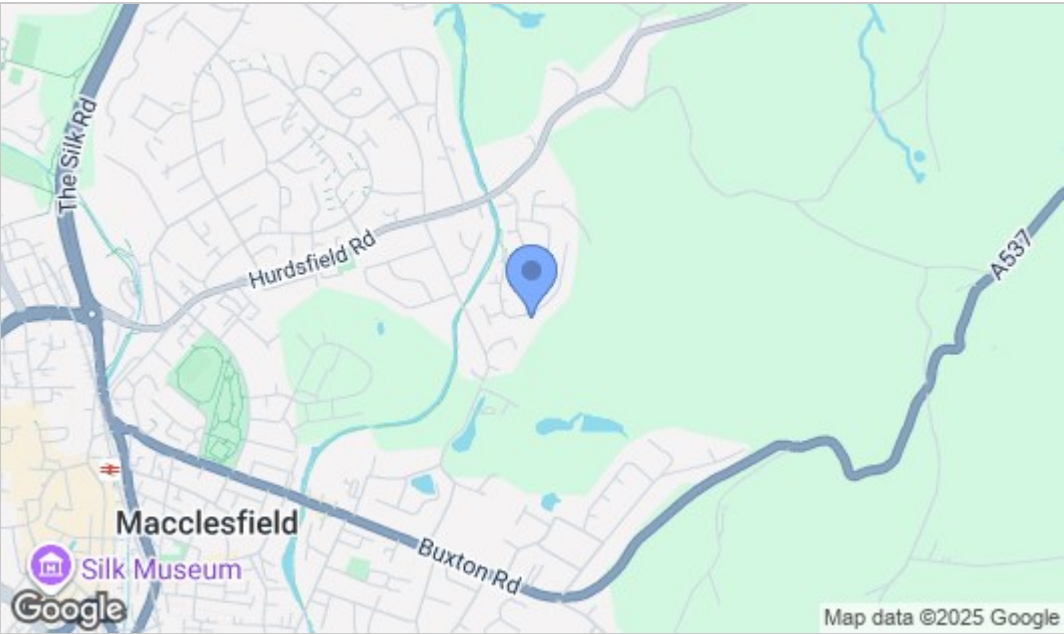 The Silk Rd
Hurdsfield Rd
A537
Macclesfield
Silk Museum
Buxton Rd
Google
Map data ©2025 Google